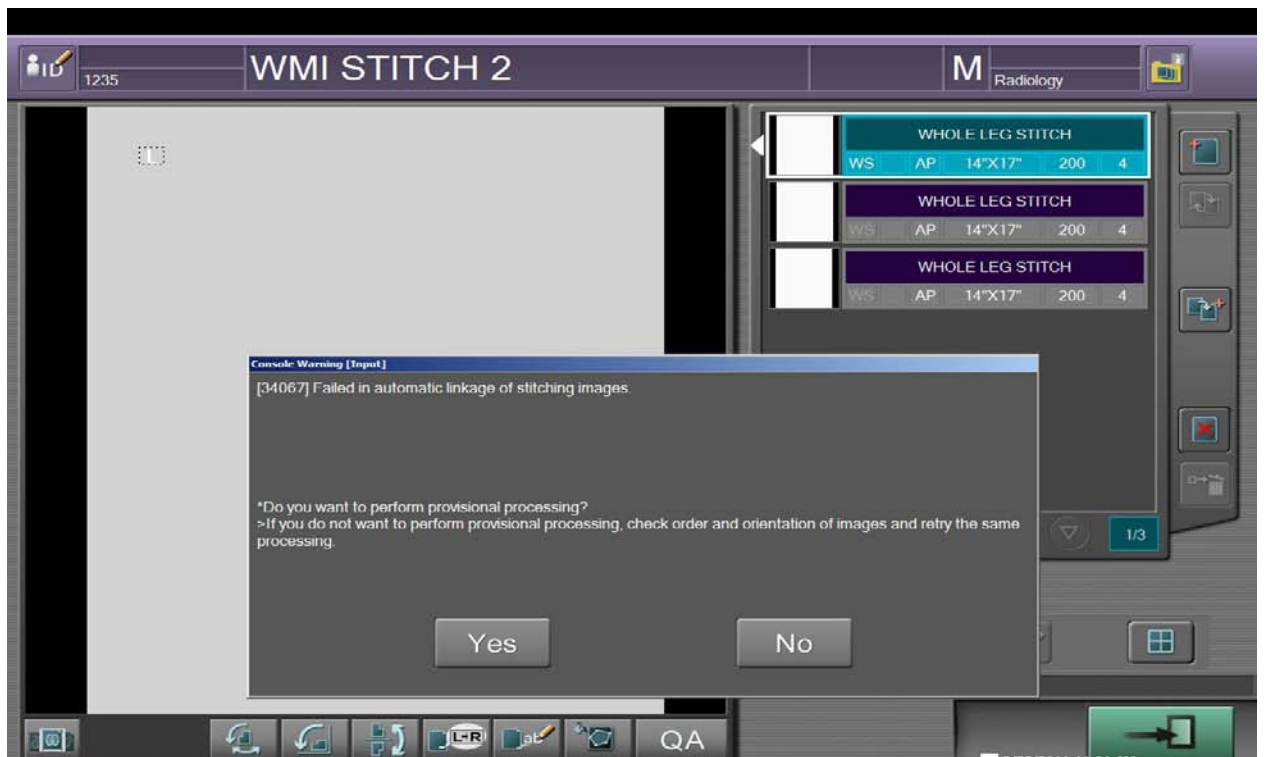 ID 1235 WMI STITCH 2 M Radiology
L
WHOLE LEG STITCH
WS AP 14"X17" 200 4
WHOLE LEG STITCH
WS AP 14"X17" 200 4
WHOLE LEG STITCH
WS AP 14"X17" 200 4
Console Warning [Input]
[34067] Failed in automatic linkage of stitching images.
*Do you want to perform provisional processing?
>If you do not want to perform provisional processing, check order and orientation of images and retry the same
processing.
1/3
Yes No
L-R ab QA